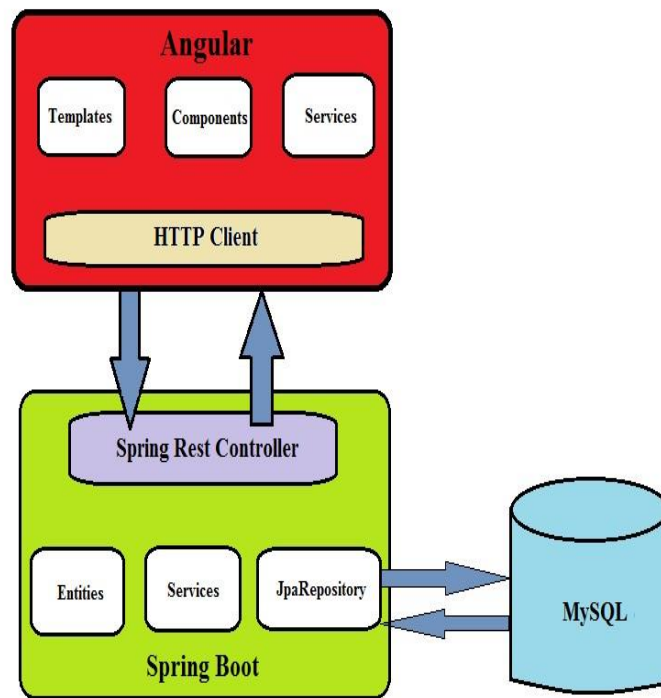 Angular
Templates
Components
Services
HTTP Client
Spring Rest Controller
Entities
Services
JpaRepository
Spring Boot
MySQL